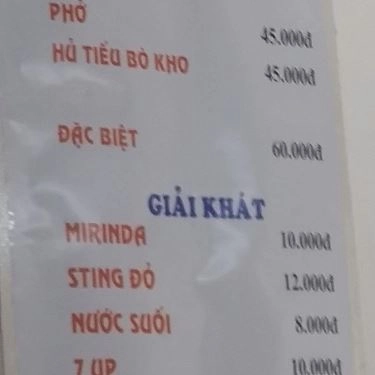 PHỞ 45.000đ
HỦ TIẾU BÒ KHO 45.000đ
ĐẶC BIỆT 60.000đ
GIẢI KHÁT
MIRINDA 10.000đ
STING ĐỎ 12.000đ
NƯỚC SUỐI 8.000đ
7 UP 10.000đ